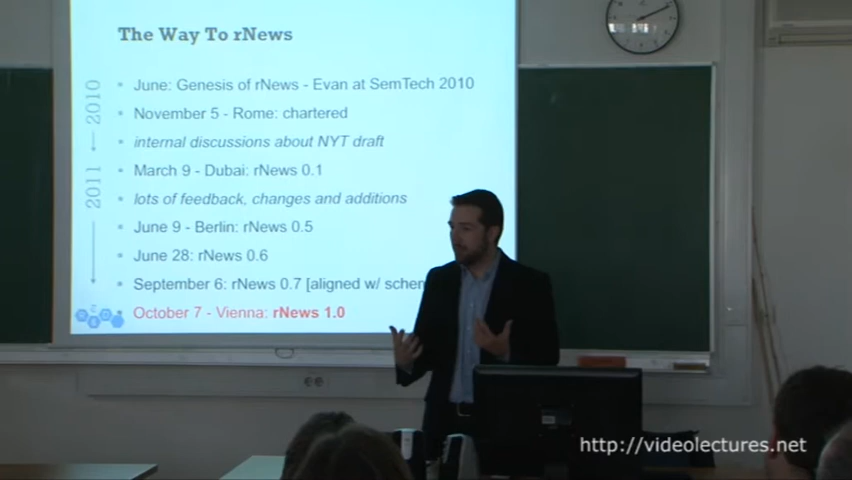 The Way To rNews
2010
2011
June: Genesis of rNews - Evan at SemTech 2010
November 5 - Rome: chartered
internal discussions about NYT draft
March 9 - Dubai: rNews 0.1
lots of feedback, changes and additions
June 9 - Berlin: rNews 0.5
June 28: rNews 0.6
September 6: rNews 0.7 [aligned w/
October 7 - Vienna: rNews 1.0
http://videolectures.net